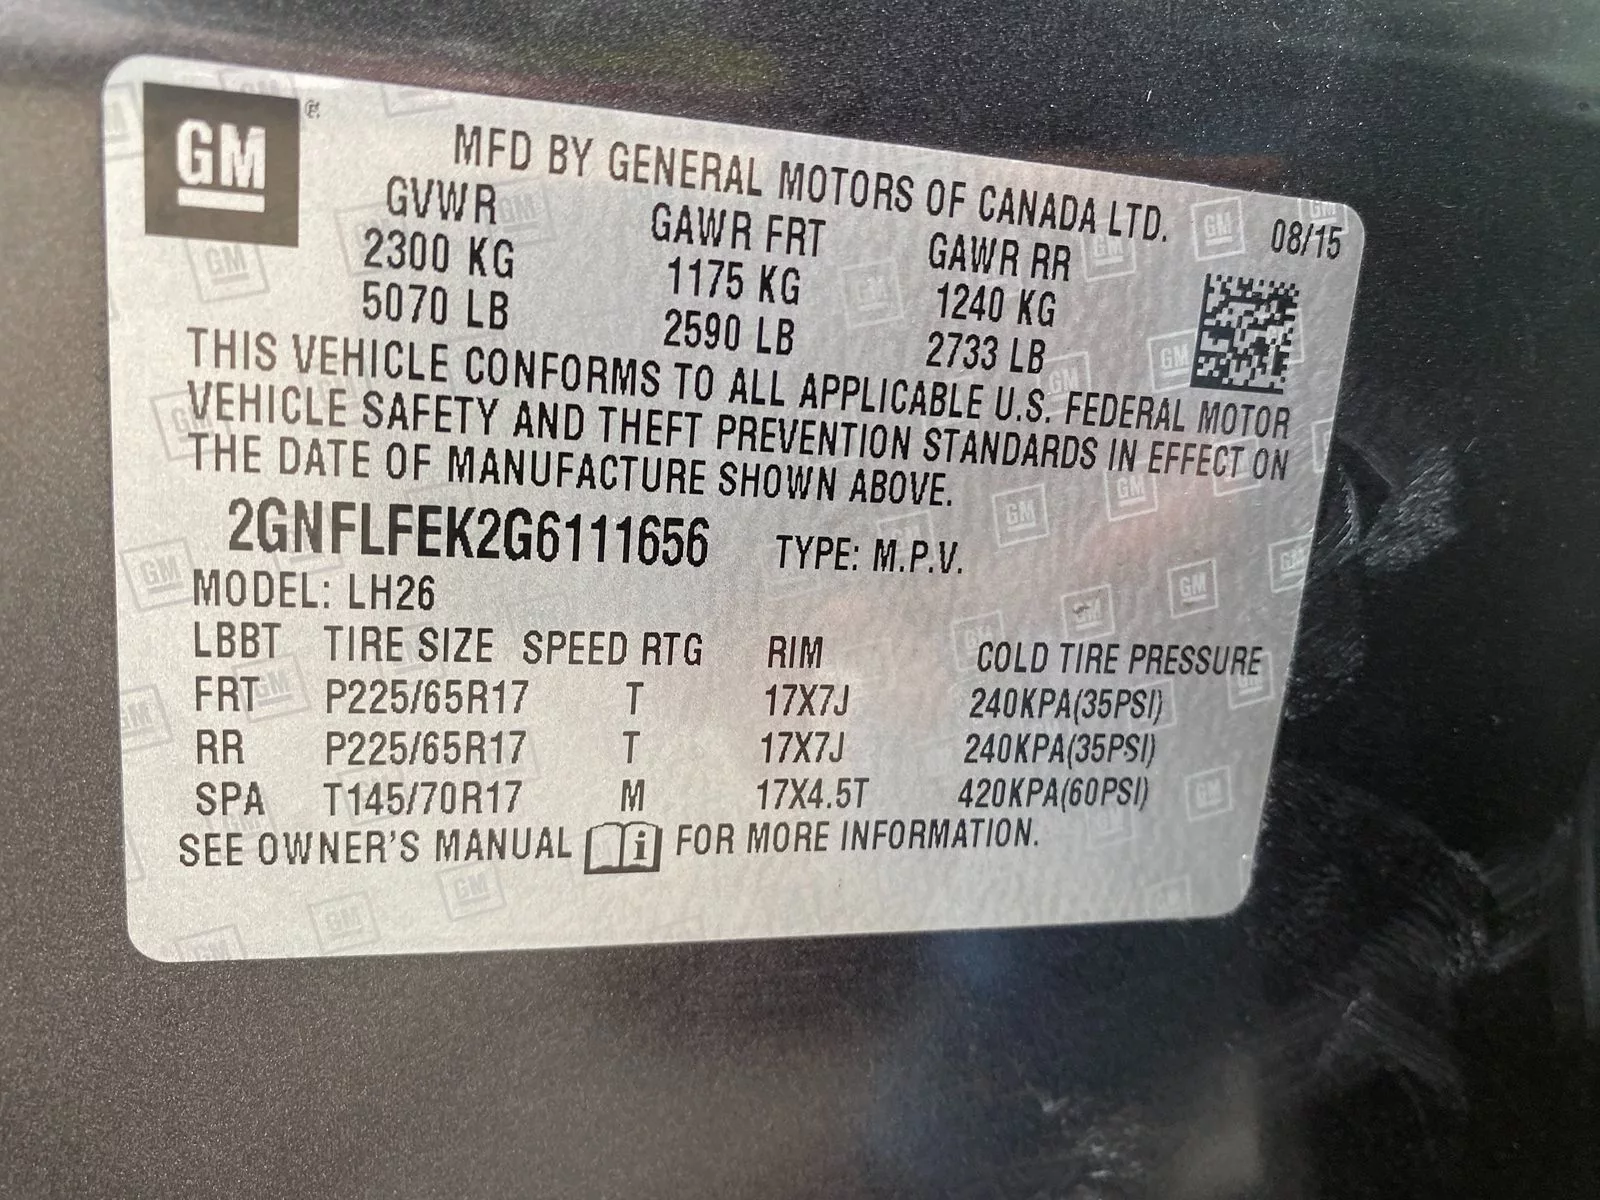 GM ®
MFD BY GENERAL MOTORS OF CANADA LTD.
08/15
GVWR GAWR FRT GAWR RR
2300 KG 1175 KG 1240 KG
5070 LB 2590 LB 2733 LB
THIS VEHICLE CONFORMS TO ALL APPLICABLE U.S. FEDERAL MOTOR
VEHICLE SAFETY AND THEFT PREVENTION STANDARDS IN EFFECT ON
THE DATE OF MANUFACTURE SHOWN ABOVE.
2GNFLFEK2G6111656 TYPE: M.P.V.
MODEL: LH26
LBBT TIRE SIZE SPEED RTG RIM COLD TIRE PRESSURE
FRT P225/65R17 T 17X7J 240KPA(35PSI)
RR P225/65R17 T 17X7J 240KPA(35PSI)
SPA T145/70R17 M 17X4.5T 420KPA(60PSI)
SEE OWNER'S MANUAL i FOR MORE INFORMATION.